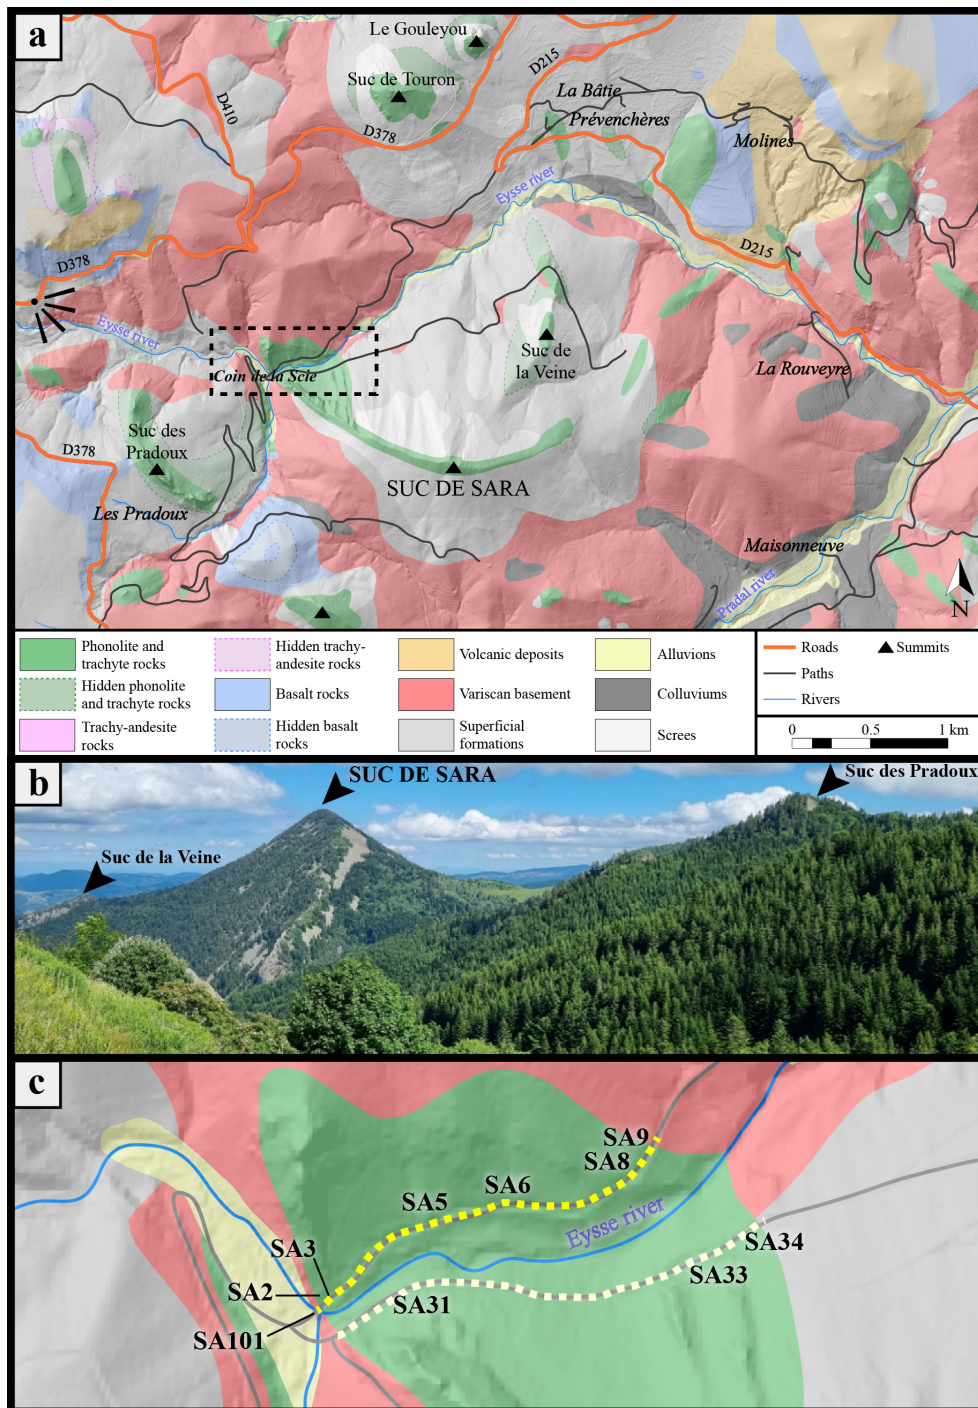 a
Le Gouleyou
Suc de Touron
D215
La Bâtie
Prévenchères
Molines
D410
D378
Eysse river
D378
D215
Eysse river
Coin de la Scie
Suc de
la Veine
La Rouveyre
Suc des
Pradoux
D378
SUC DE SARA
Les Pradoux
Maisonneuve
Pradal river
N
Phonolite and
trachyte rocks
Hidden phonolite
and trachyte rocks
Trachy-andesite
rocks
Hidden trachy-
andesite rocks
Basalt rocks
Hidden basalt
rocks
Volcanic deposits
Variscan basement
Superficial
formations
Alluvions
Colluviums
Screes
Roads
Summits
Paths
Rivers
0 0.5 1 km
b
SUC DE SARA
Suc des Pradoux
Suc de la Veine
c
SA9
SA8
SA6
SA5
Eysse river
SA3
SA34
SA33
SA2
SA31
SA101